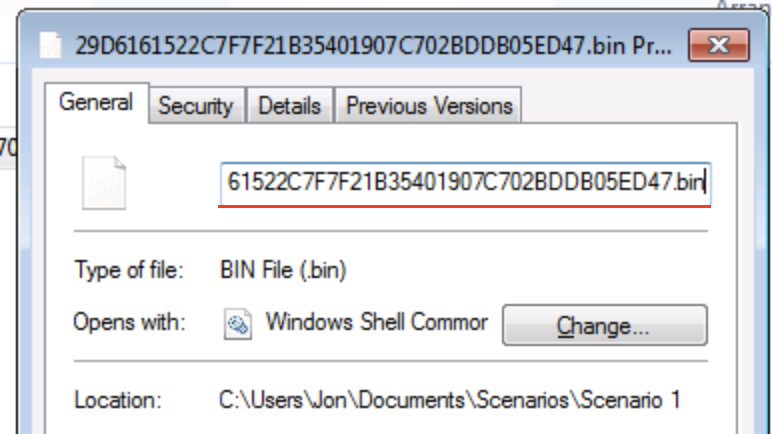 29D6161522C7F7F21B35401907C702BDDB05ED47.bin Pr...
General Security Details Previous Versions
70
61522C7F7F21B35401907C702BDDB05ED47.bin
Type of file: BIN File (.bin)
Opens with: Windows Shell Commor Change...
Location: C:\Users\Jon\Documents\Scenarios\Scenario 1